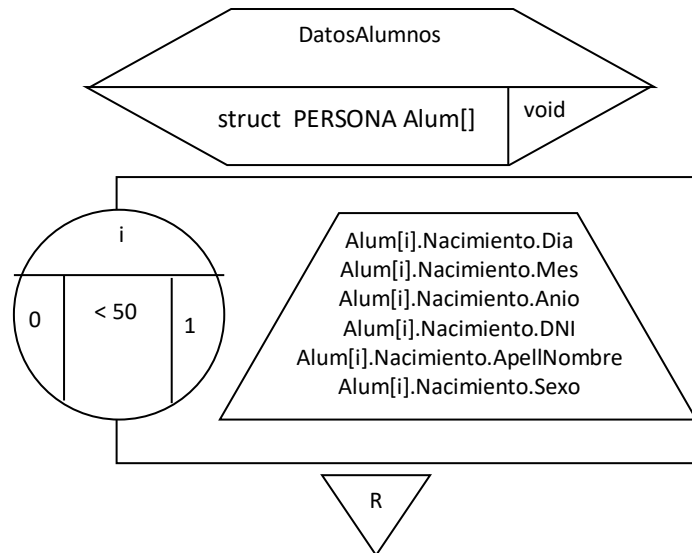 DatosAlumnos
struct PERSONA Alum[]
void
i
0
< 50
1
Alum[i].Nacimiento.Dia
Alum[i].Nacimiento.Mes
Alum[i].Nacimiento.Anio
Alum[i].Nacimiento.DNI
Alum[i].Nacimiento.ApellNombre
Alum[i].Nacimiento.Sexo
R